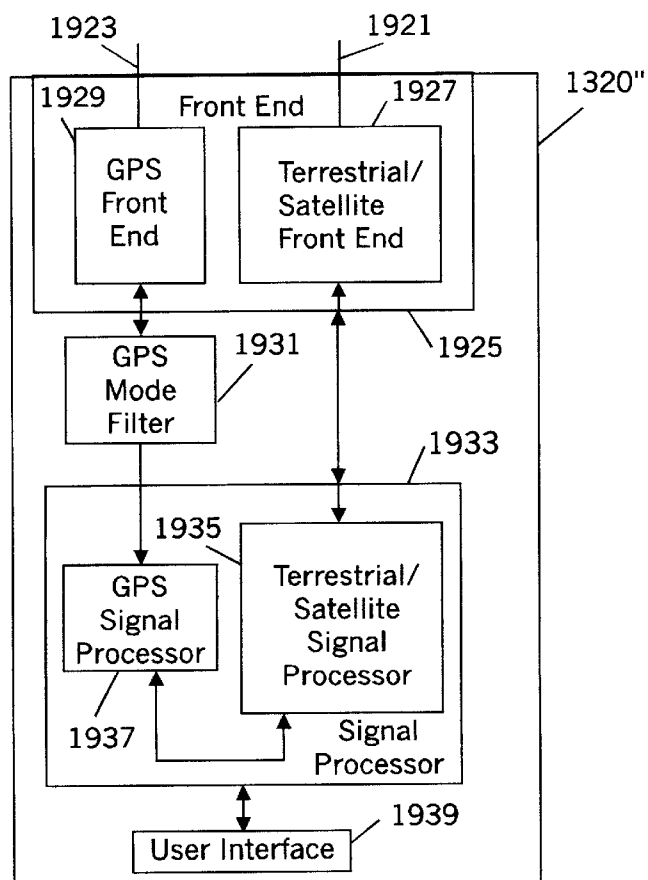 1923
1921
1929
Front End
1927
1320"
GPS
Front
End
Terrestrial/
Satellite
Front End
1925
GPS
Mode
Filter
1931
1933
1935
GPS
Signal
Processor
Terrestrial/
Satellite
Signal
Processor
1937
Signal
Processor
1939
User Interface